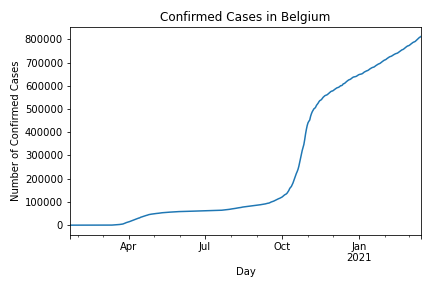 Confirmed Cases in Belgium
800000
700000
600000
500000
400000
300000
200000
100000
0
Number of Confirmed Cases
Apr
Jul
Oct
Jan
2021
Day